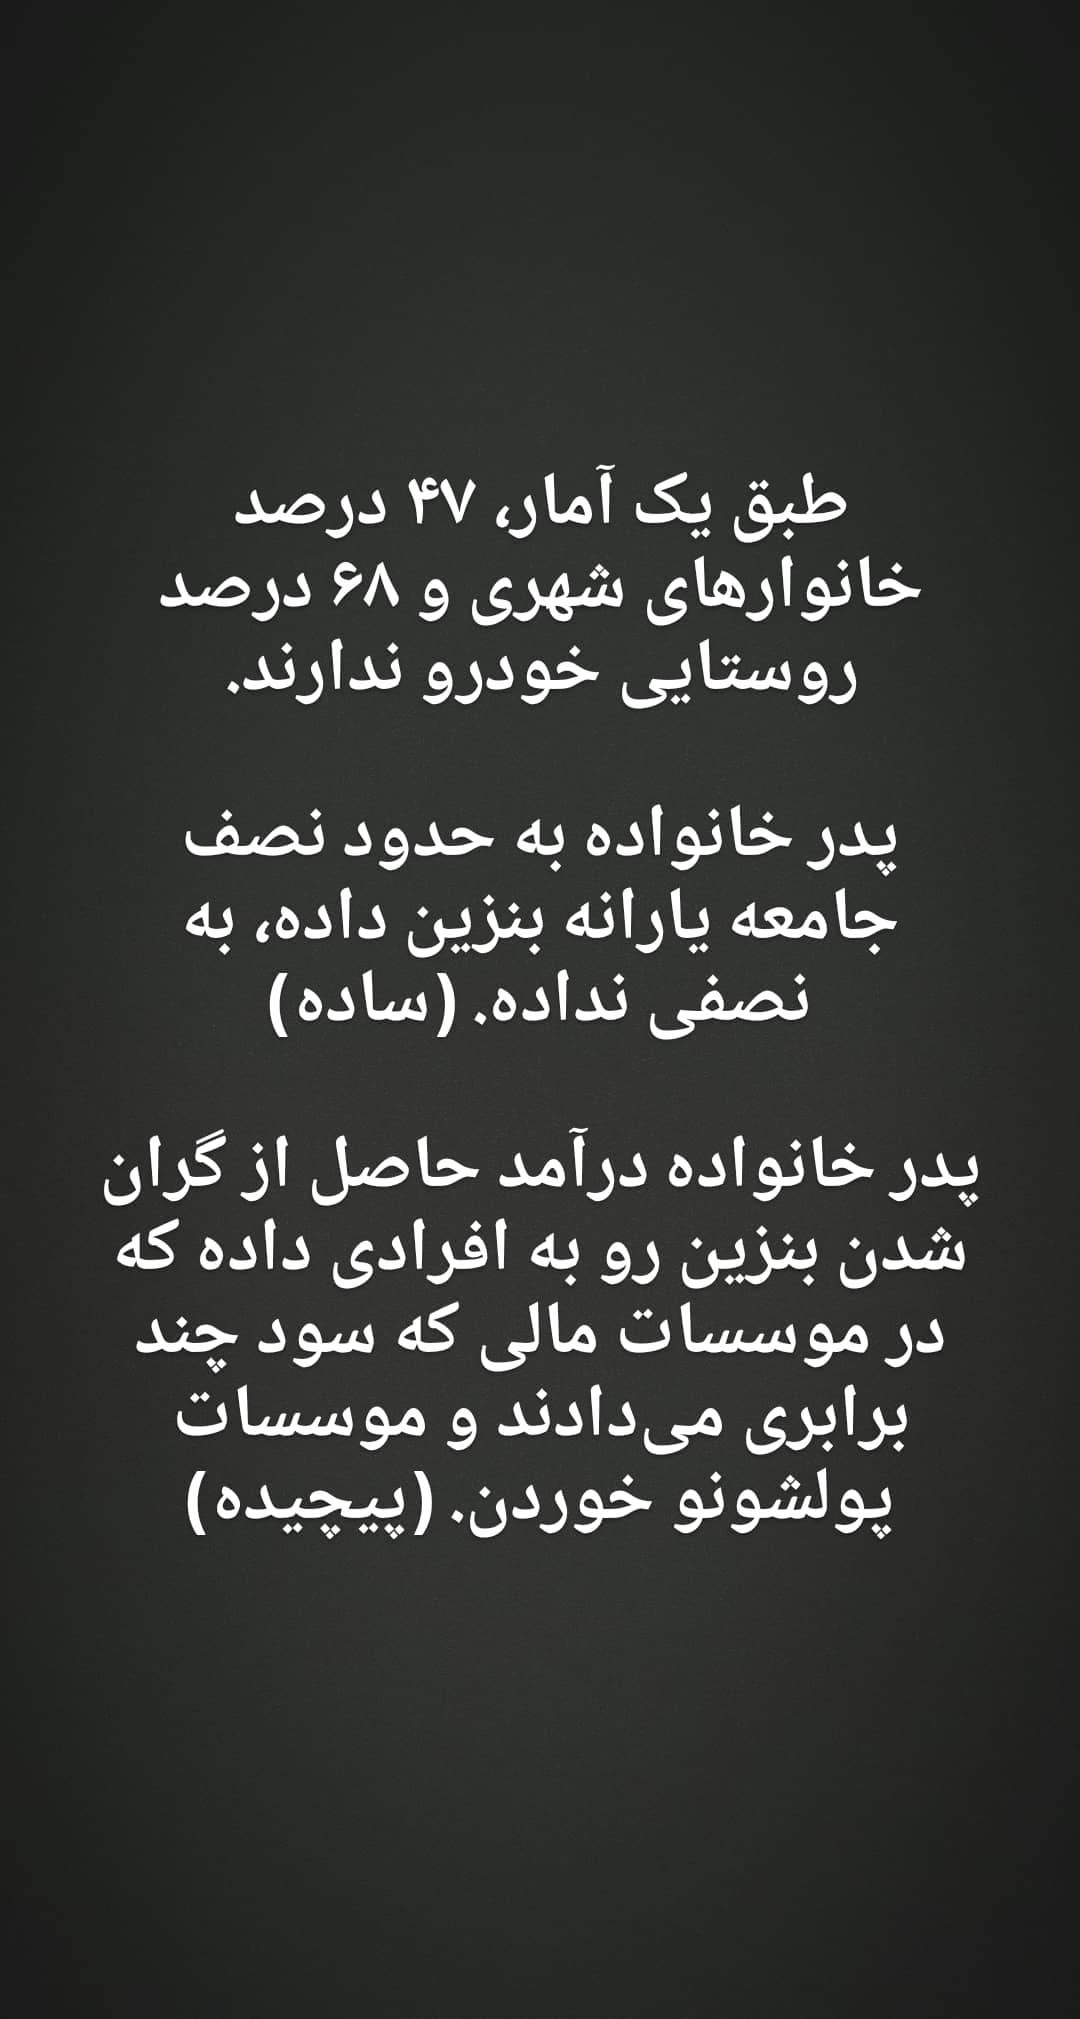 طبق یک آمار، ۴۷ درصد
خانوارهای شهری و ۶۸ درصد
روستایی خودرو ندارند.
پدر خانواده به حدود نصف
جامعه یارانه بنزین داده، به
نصفی نداده. (ساده)
پدر خانواده درآمد حاصل از گران
شدن بنزین رو به افرادی داده که
در موسسات مالی که سود چند
برابری می‌دادند و موسسات
پولشونو خوردن. (پیچیده)